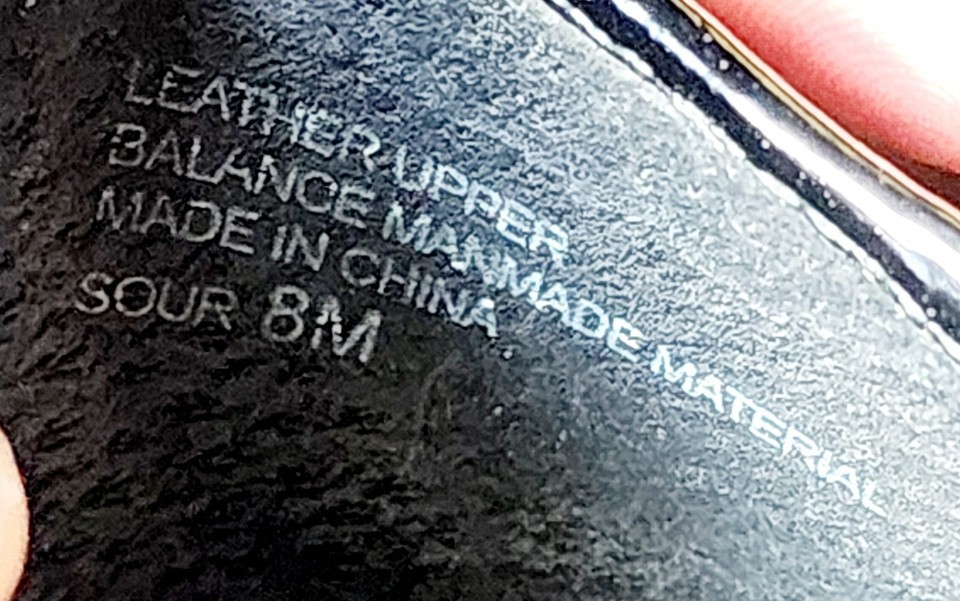 LEATHER UPPER
BALANCE MANMADE MATERIAL
MADE IN CHINA
SOUR 8M